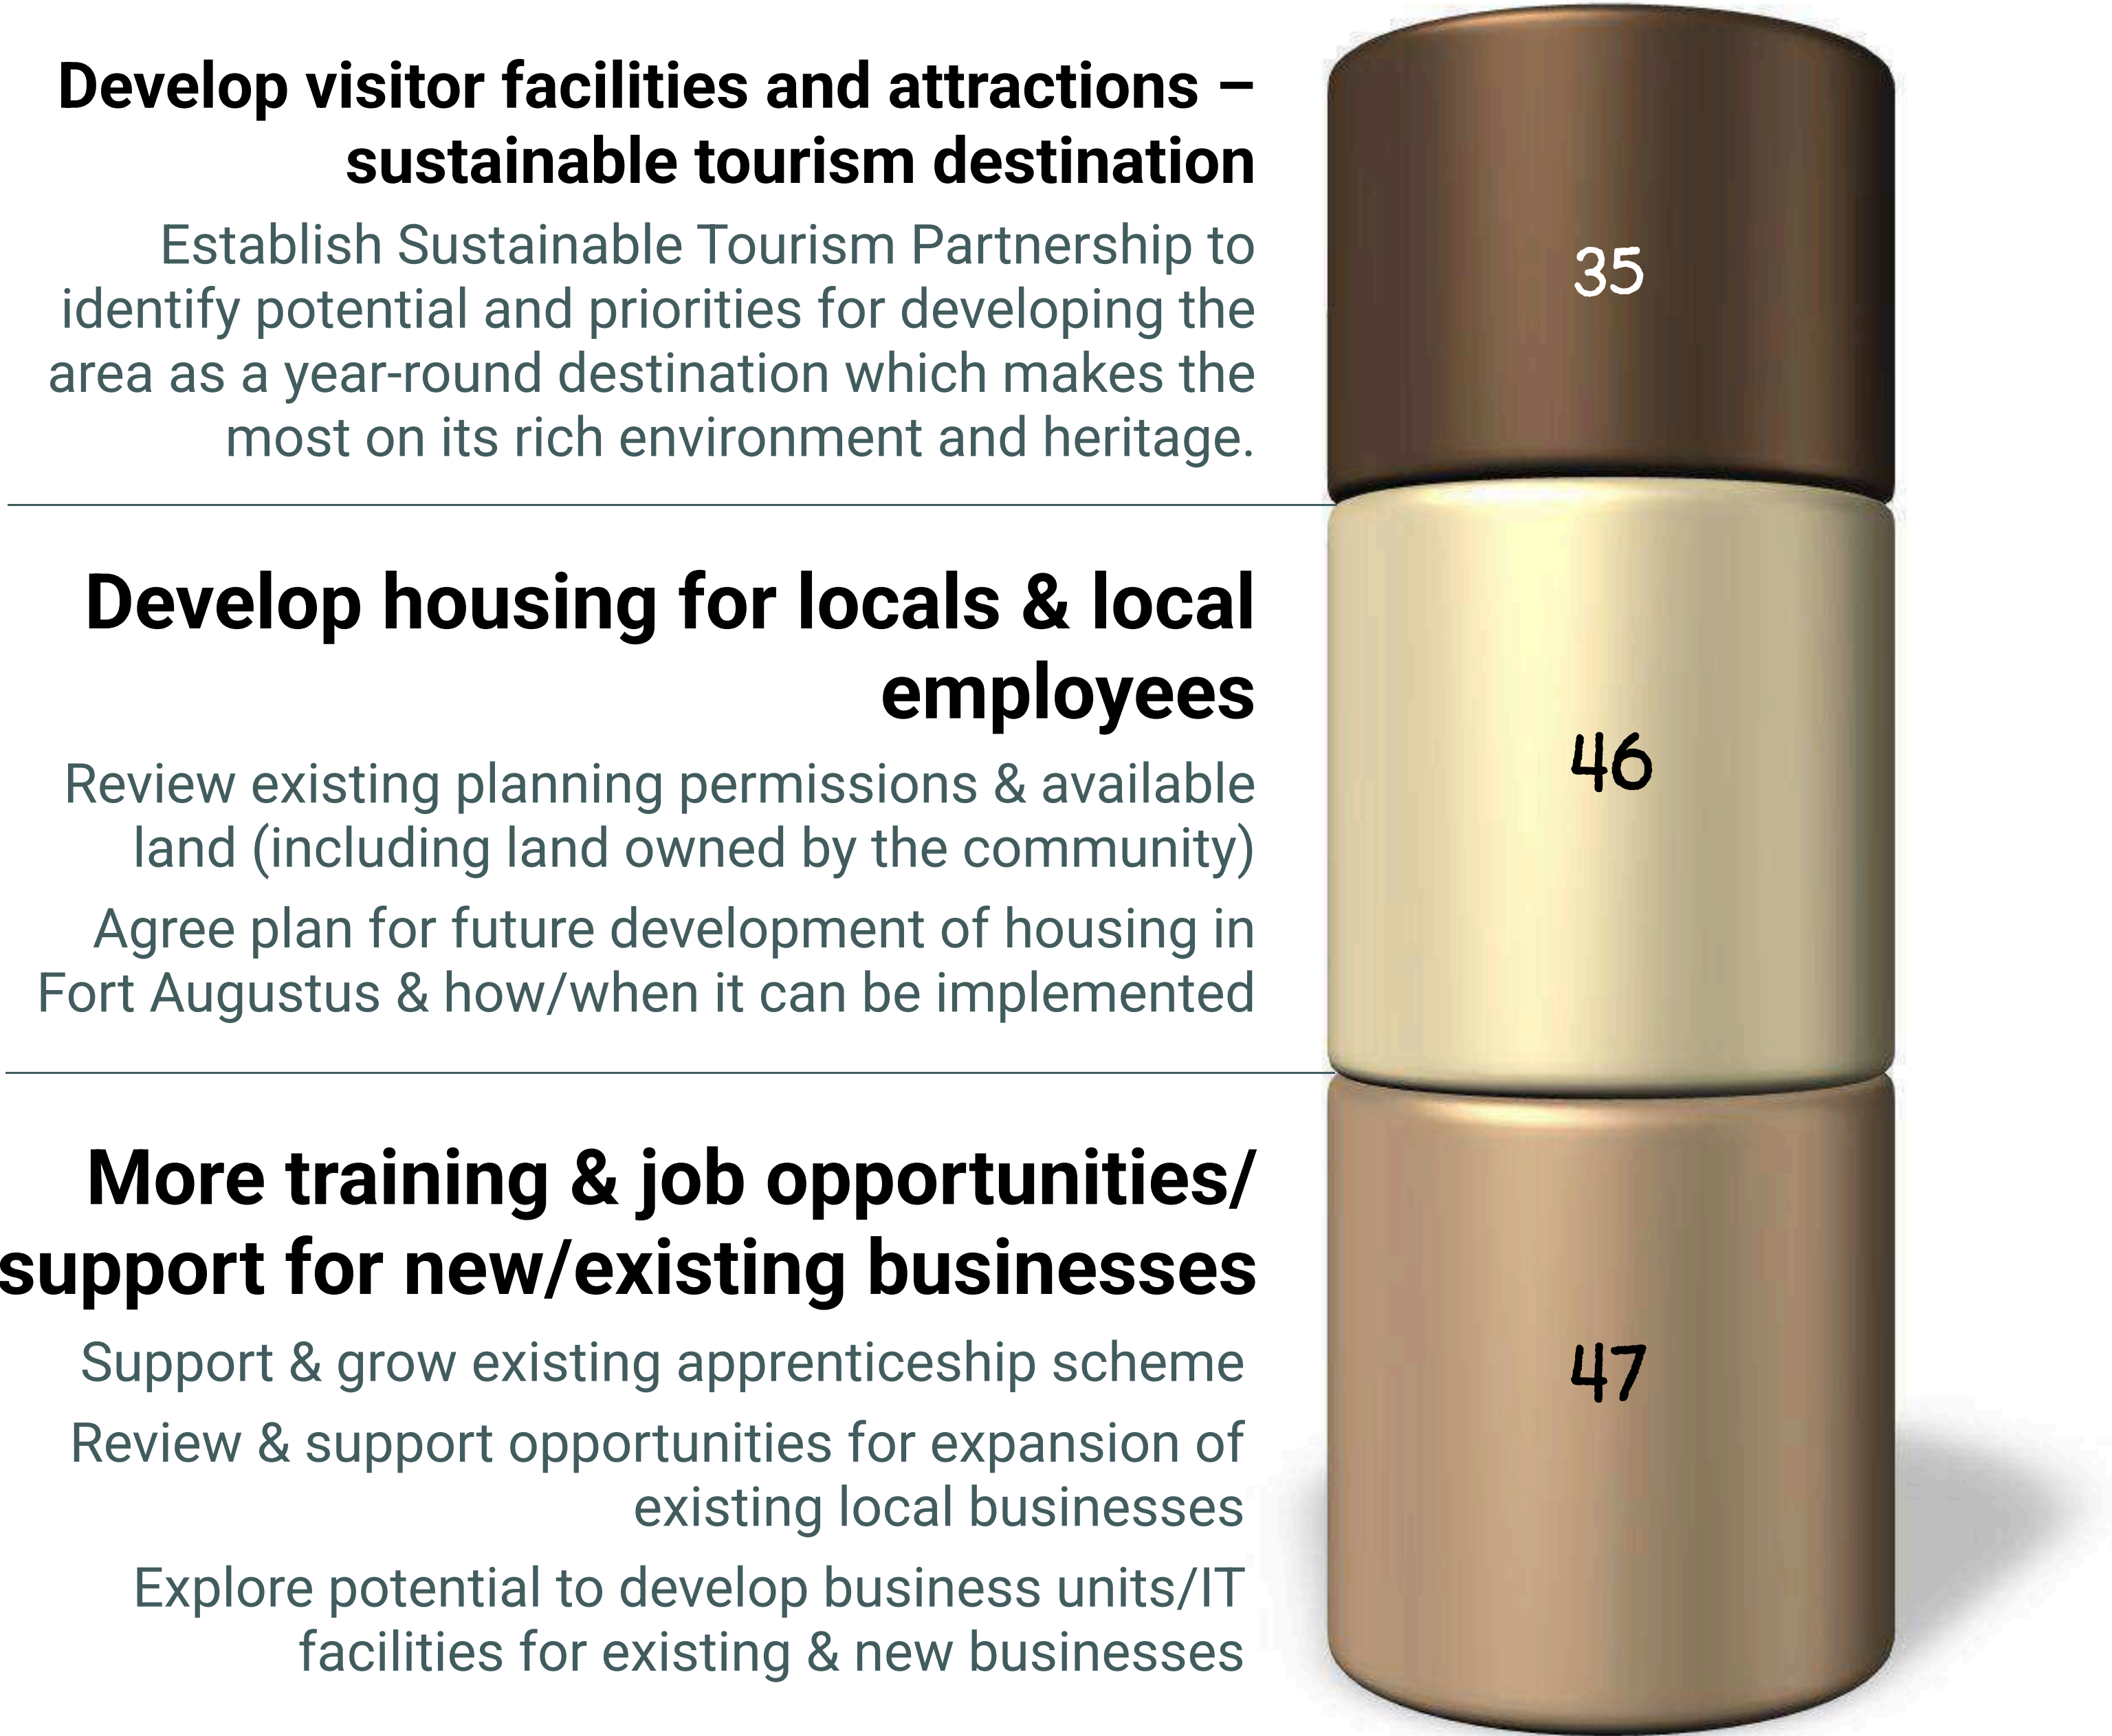 Develop visitor facilities and attractions –
sustainable tourism destination
Establish Sustainable Tourism Partnership to
identify potential and priorities for developing the
area as a year-round destination which makes the
most on its rich environment and heritage.
35
Develop housing for locals & local
employees
Review existing planning permissions & available
land (including land owned by the community)
Agree plan for future development of housing in
Fort Augustus & how/when it can be implemented
46
More training & job opportunities/
support for new/existing businesses
Support & grow existing apprenticeship scheme
Review & support opportunities for expansion of
existing local businesses
Explore potential to develop business units/IT
facilities for existing & new businesses
47